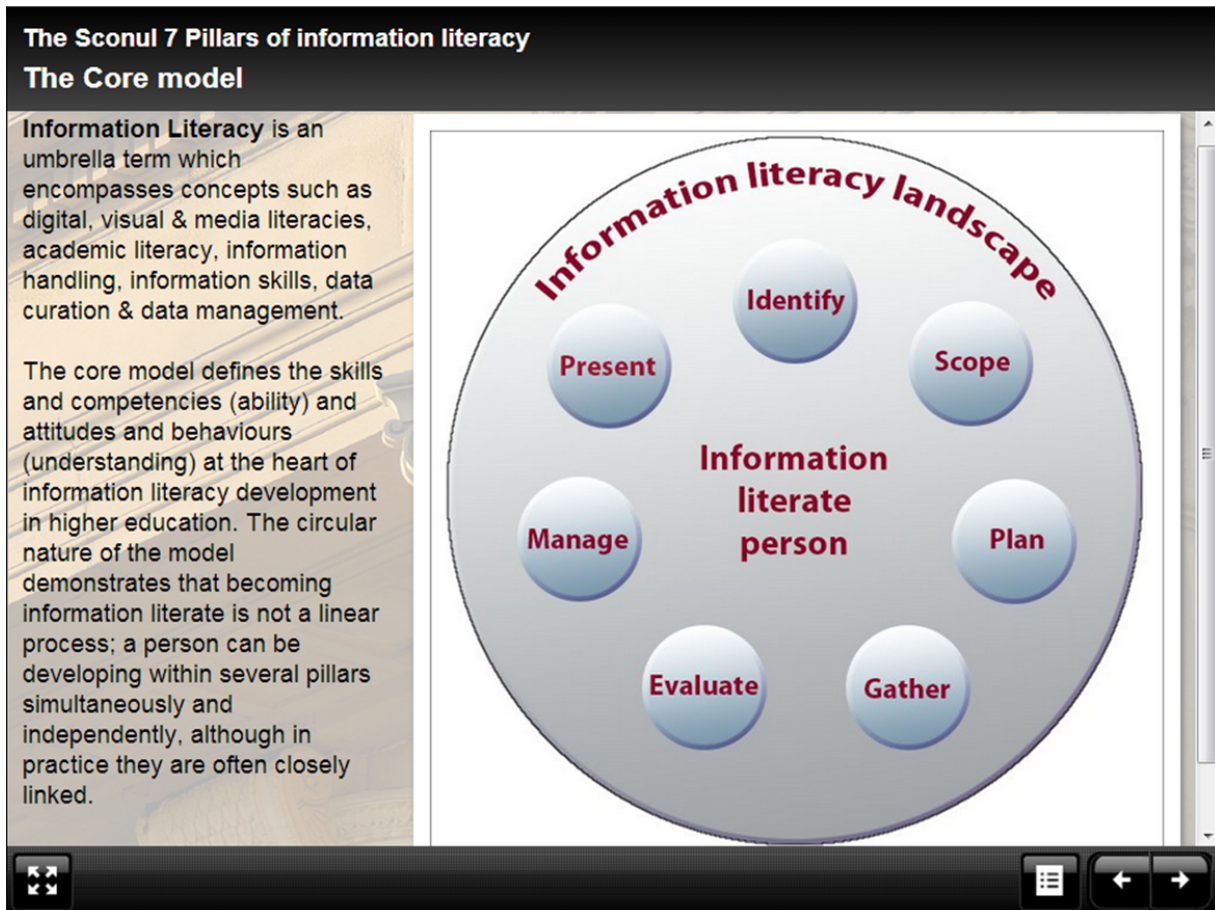 The Sconul 7 Pillars of information literacy
The Core model
Information Literacy is an
umbrella term which
encompasses concepts such as
digital, visual & media literacies,
academic literacy, information
handling, information skills, data
curation & data management.
The core model defines the skills
and competencies (ability) and
attitudes and behaviours
(understanding) at the heart of
information literacy development
in higher education. The circular
nature of the model
demonstrates that becoming
information literate is not a linear
process; a person can be
developing within several pillars
simultaneously and
independently, although in
practice they are often closely
linked.
Information literacy landscape
Identify
Scope
Plan
Gather
Evaluate
Manage
Present
Information
literate
person